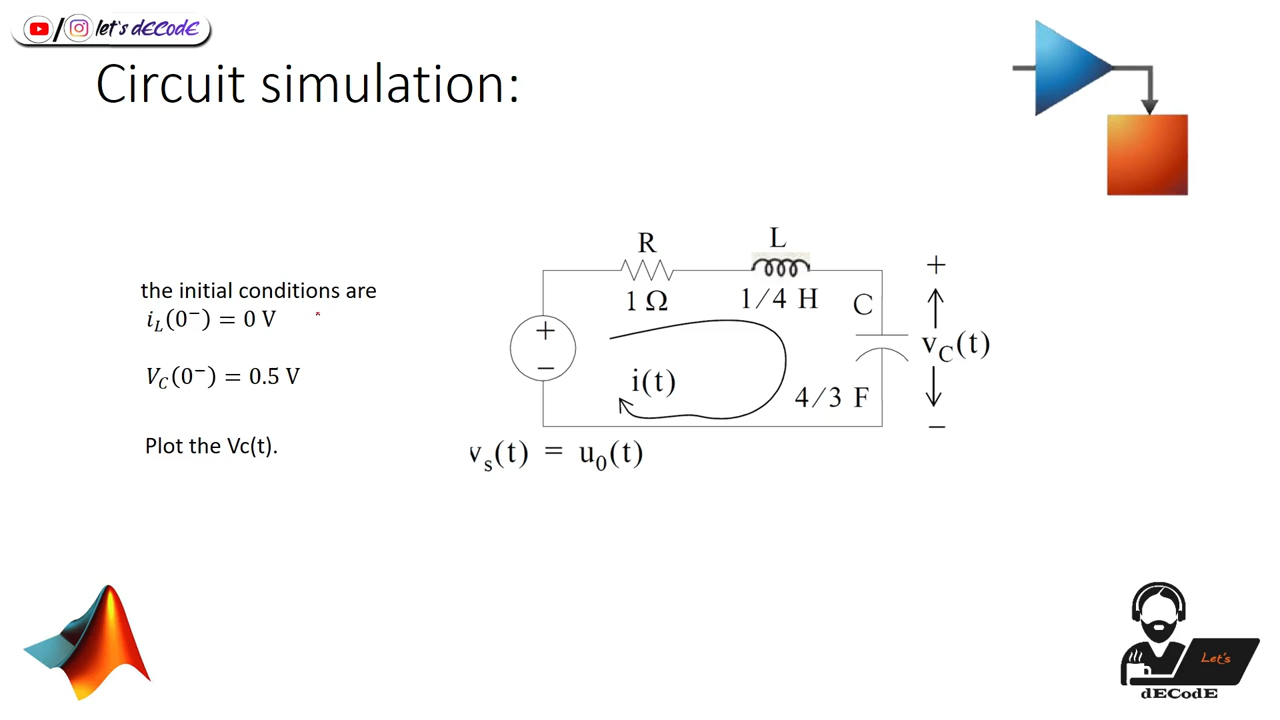 let's dECodE
Circuit simulation:
the initial conditions are
i_L(0⁻) = 0 V
V_C(0⁻) = 0.5 V
Plot the Vc(t).
R
L
1 Ω
1/4 H
C
+
+
−
v_C(t)
i(t)
4/3 F
−
v_s(t) = u_0(t)
Let's
dECodE